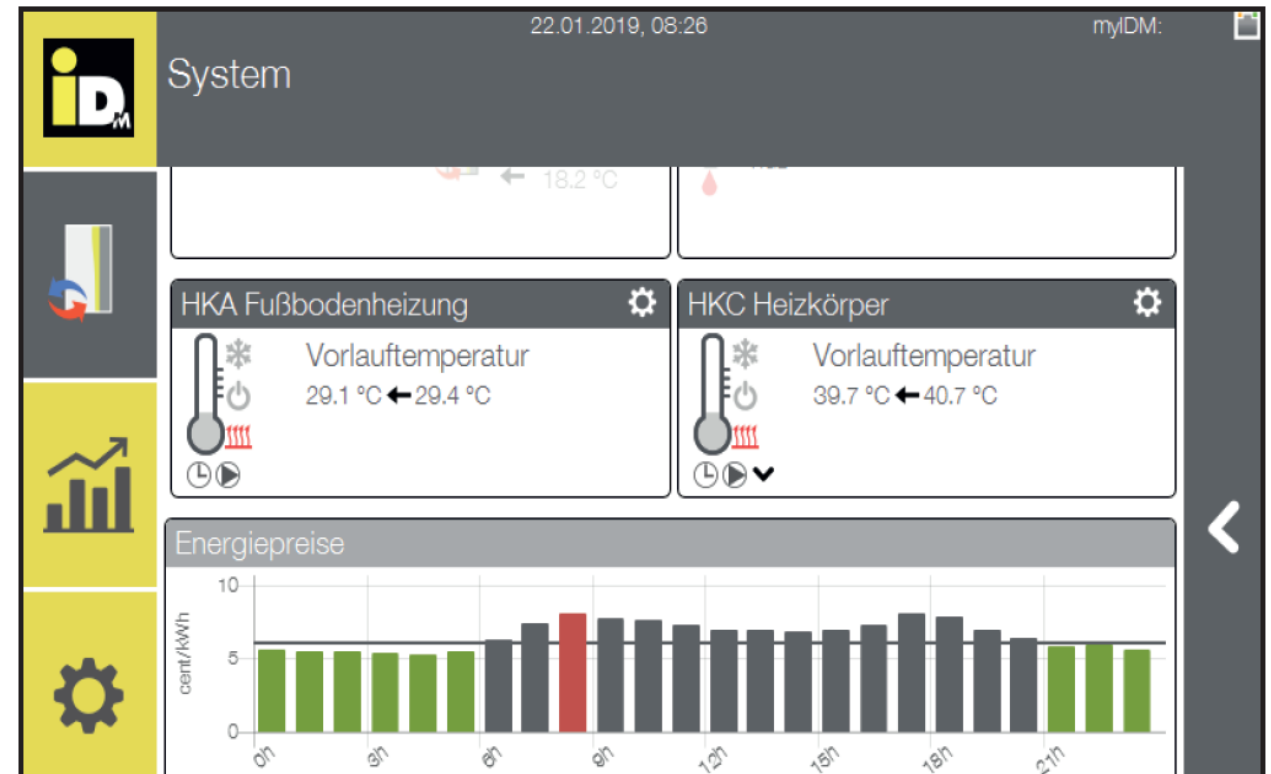 22.01.2019, 08:26
myIDM:
iDM
System
18.2 °C
HKA Fußbodenheizung
HKC Heizkörper
Vorlauftemperatur
29.1 °C 29.4 °C
Vorlauftemperatur
39.7 °C 40.7 °C
Energiepreise
cent/kWh
10
5
0
0h 3h 6h 9h 12h 15h 18h 21h